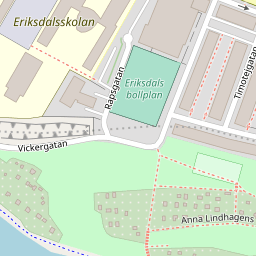 Eriksdalsskolan
Rapsgatan
Eriksdals
bollplan
Timotejgatan
Vickergatan
Anna Lindhagens